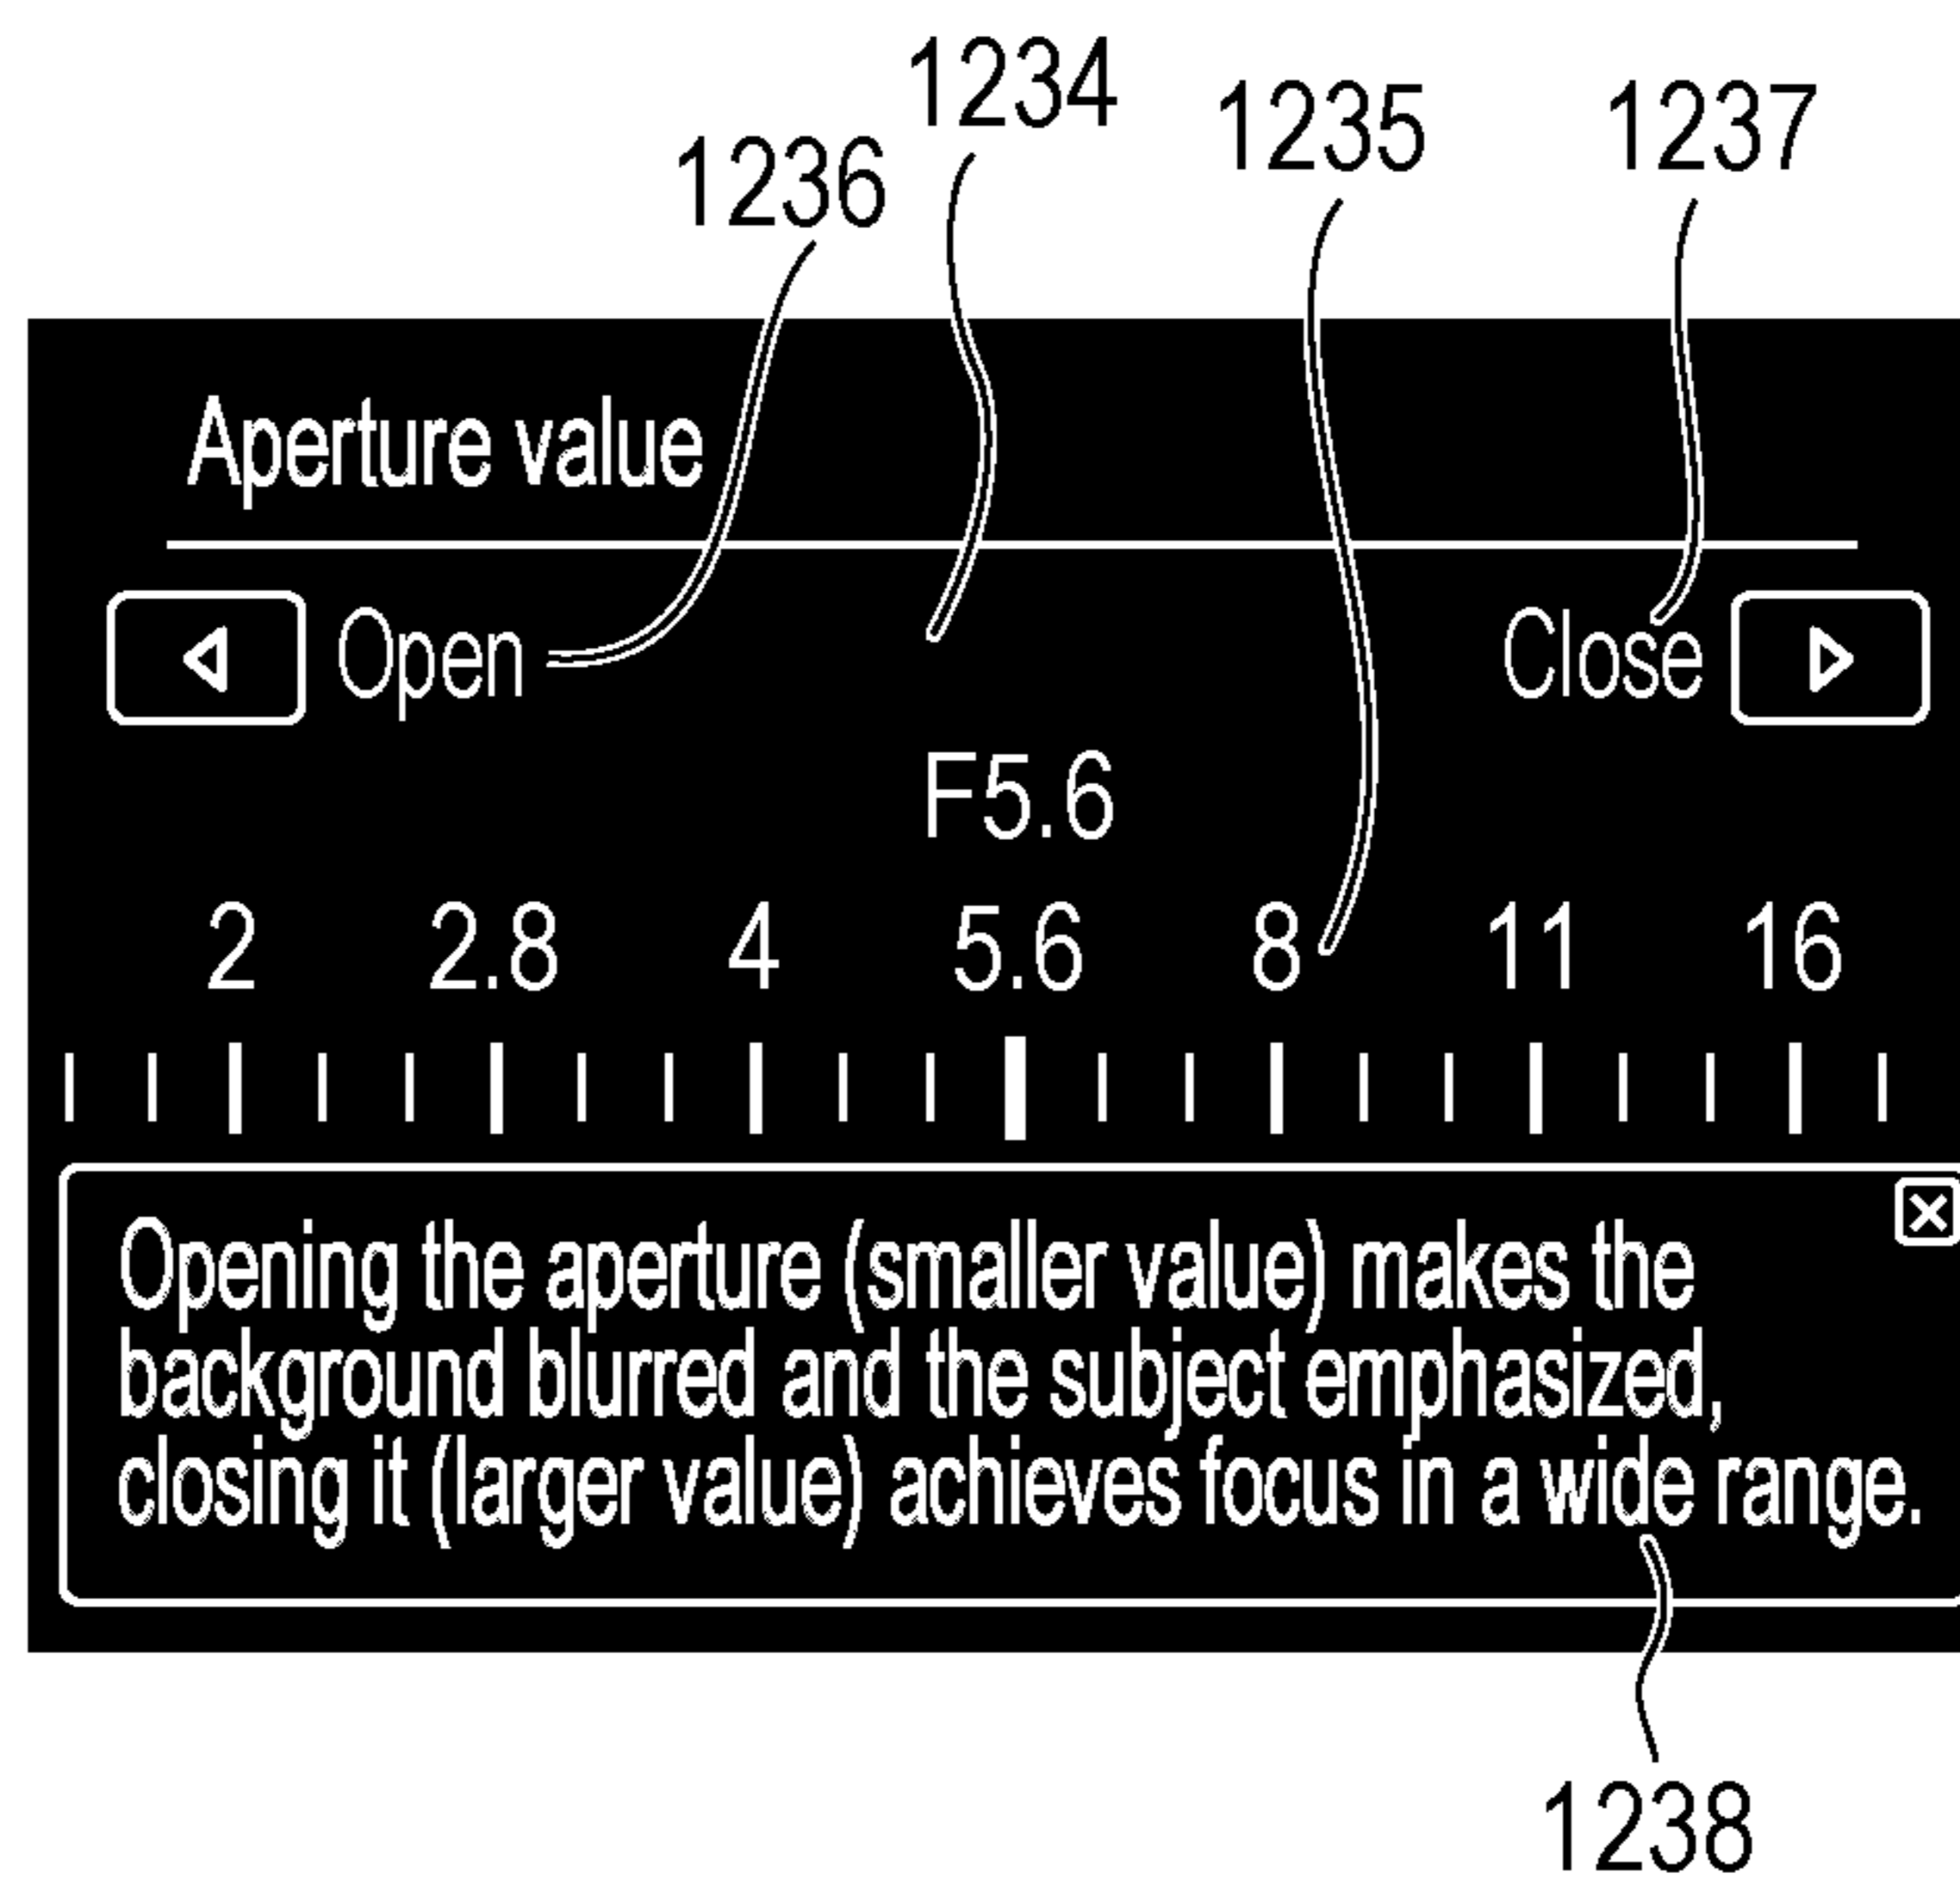 1234
1235
1237
1236
Aperture value
Open
Close
F5.6
2 2.8 4 5.6 8 11 16
Opening the aperture (smaller value) makes the
background blurred and the subject emphasized,
closing it (larger value) achieves focus in a wide range.
1238